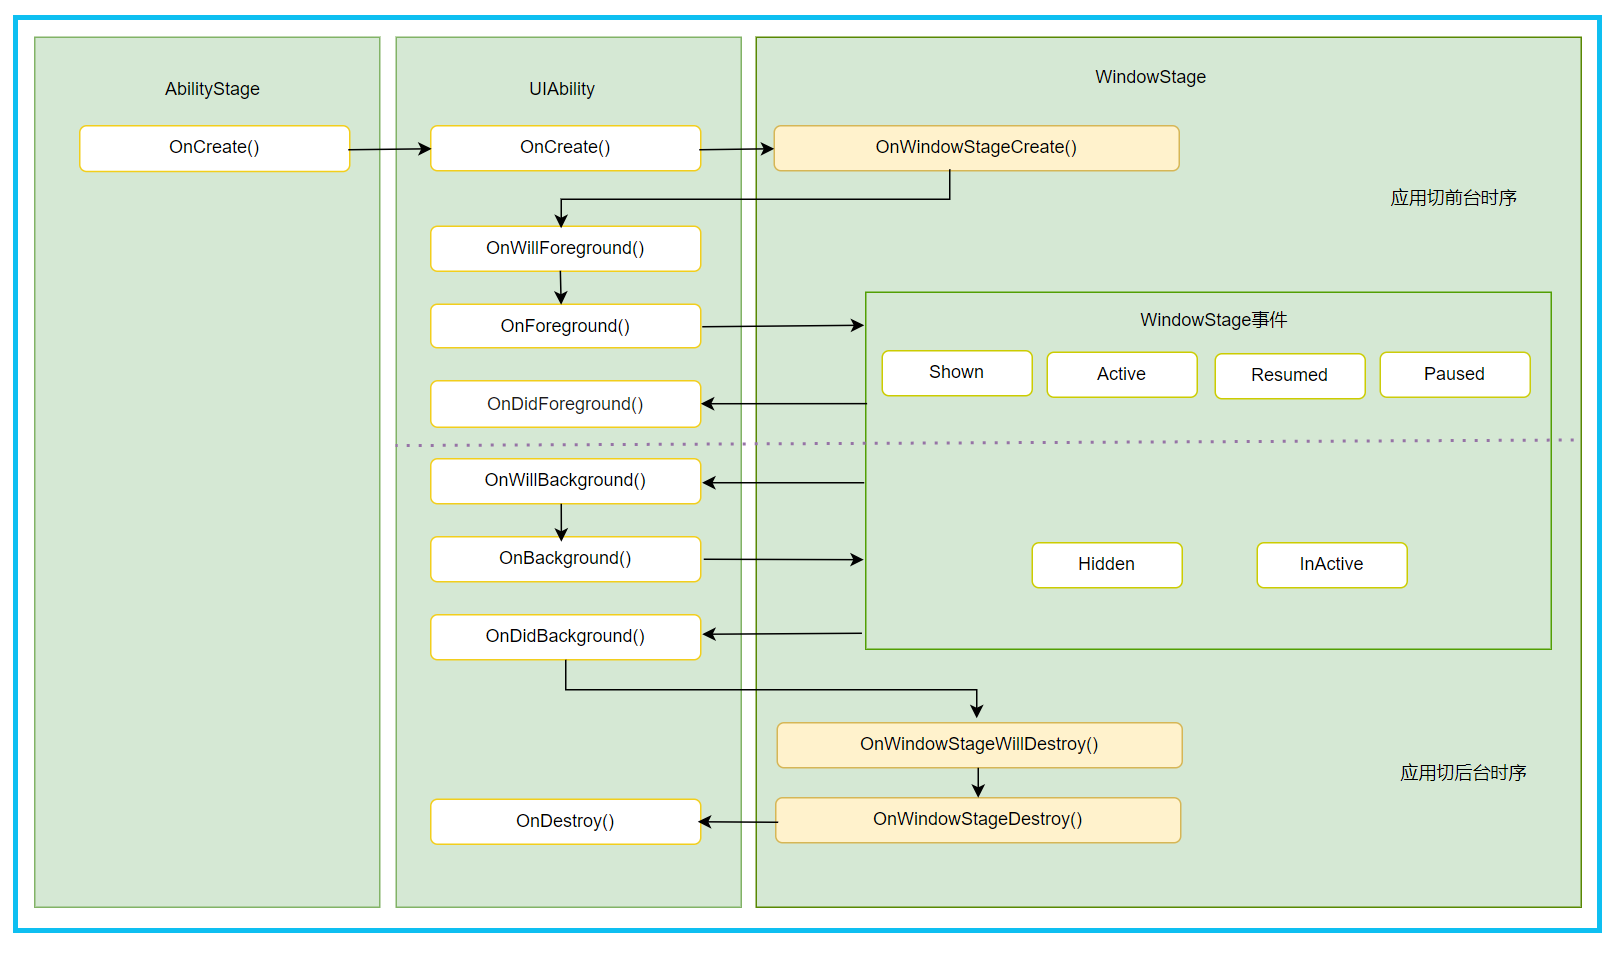 AbilityStage
UIAbility
WindowStage
OnCreate()
OnCreate()
OnWindowStageCreate()
应用切前台时序
OnWillForeground()
OnForeground()
WindowStage事件
Shown
Active
Resumed
Paused
OnDidForeground()
OnWillBackground()
OnBackground()
Hidden
InActive
OnDidBackground()
OnWindowStageWillDestroy()
应用切后台时序
OnDestroy()
OnWindowStageDestroy()